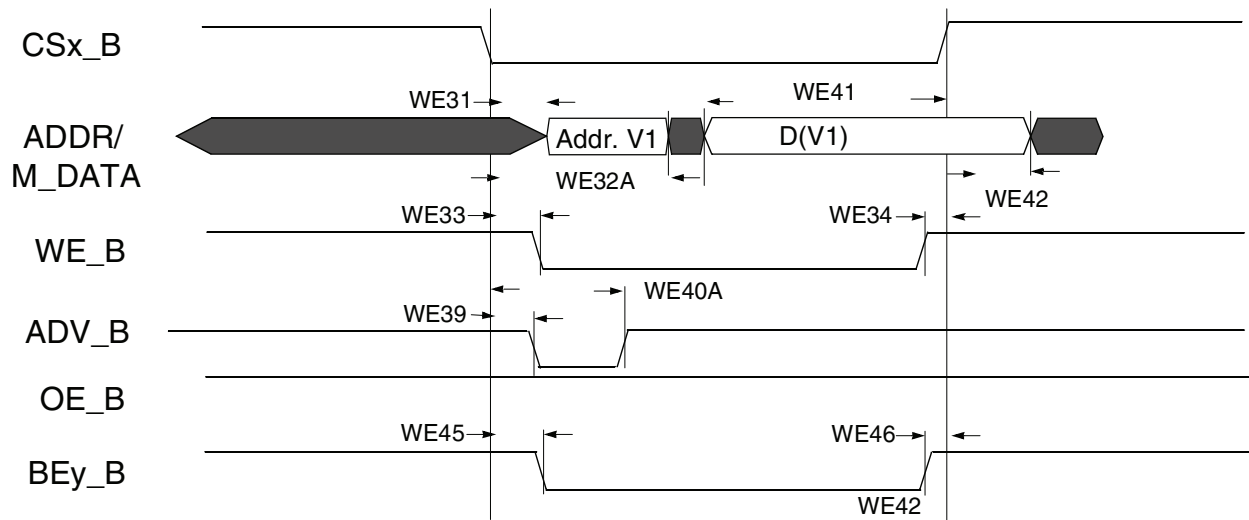 CSx_B
WE31
WE41
ADDR/
M_DATA
Addr. V1
D(V1)
WE32A
WE42
WE33
WE34
WE_B
WE40A
WE39
ADV_B
OE_B
WE45
WE46
BEy_B
WE42